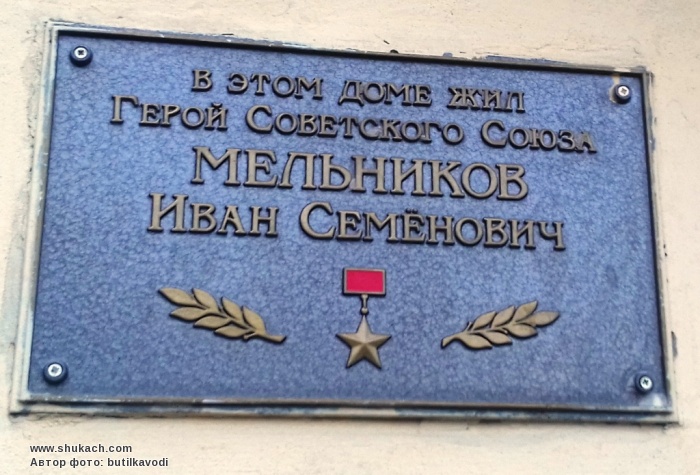 В ЭТОМ ДОМЕ ЖИЛ
ГЕРОЙ СОВЕТСКОГО СОЮЗА
МЕЛЬНИКОВ
ИВАН СЕМЁНОВИЧ
www.shukach.com
Автор фото: butilkavodi